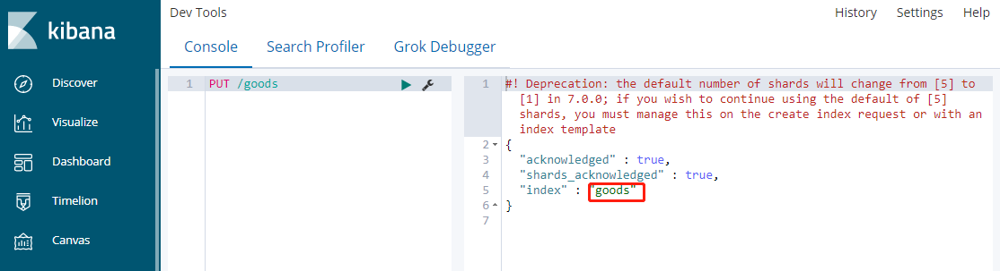 kibana
Discover
Visualize
Dashboard
Timelion
Canvas
Dev Tools
History Settings Help
Console Search Profiler Grok Debugger
1 PUT /goods
1 #! Deprecation: the default number of shards will change from [5] to
[1] in 7.0.0; if you wish to continue using the default of [5]
shards, you must manage this on the create index request or with an
index template
2 {
3 "acknowledged" : true,
4 "shards_acknowledged" : true,
5 "index" : "goods"
6 }
7